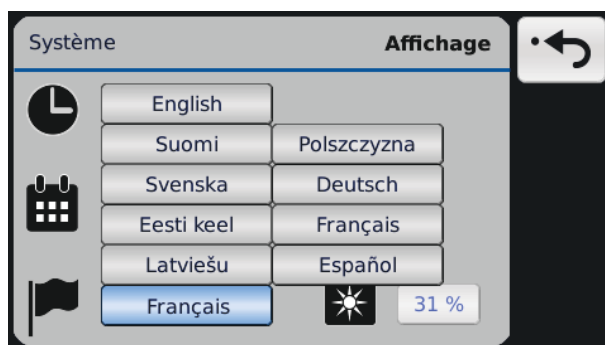 Système Affichage
English
Suomi Polszczyzna
Svenska Deutsch
Eesti keel Français
Latviešu Español
Français 31 %